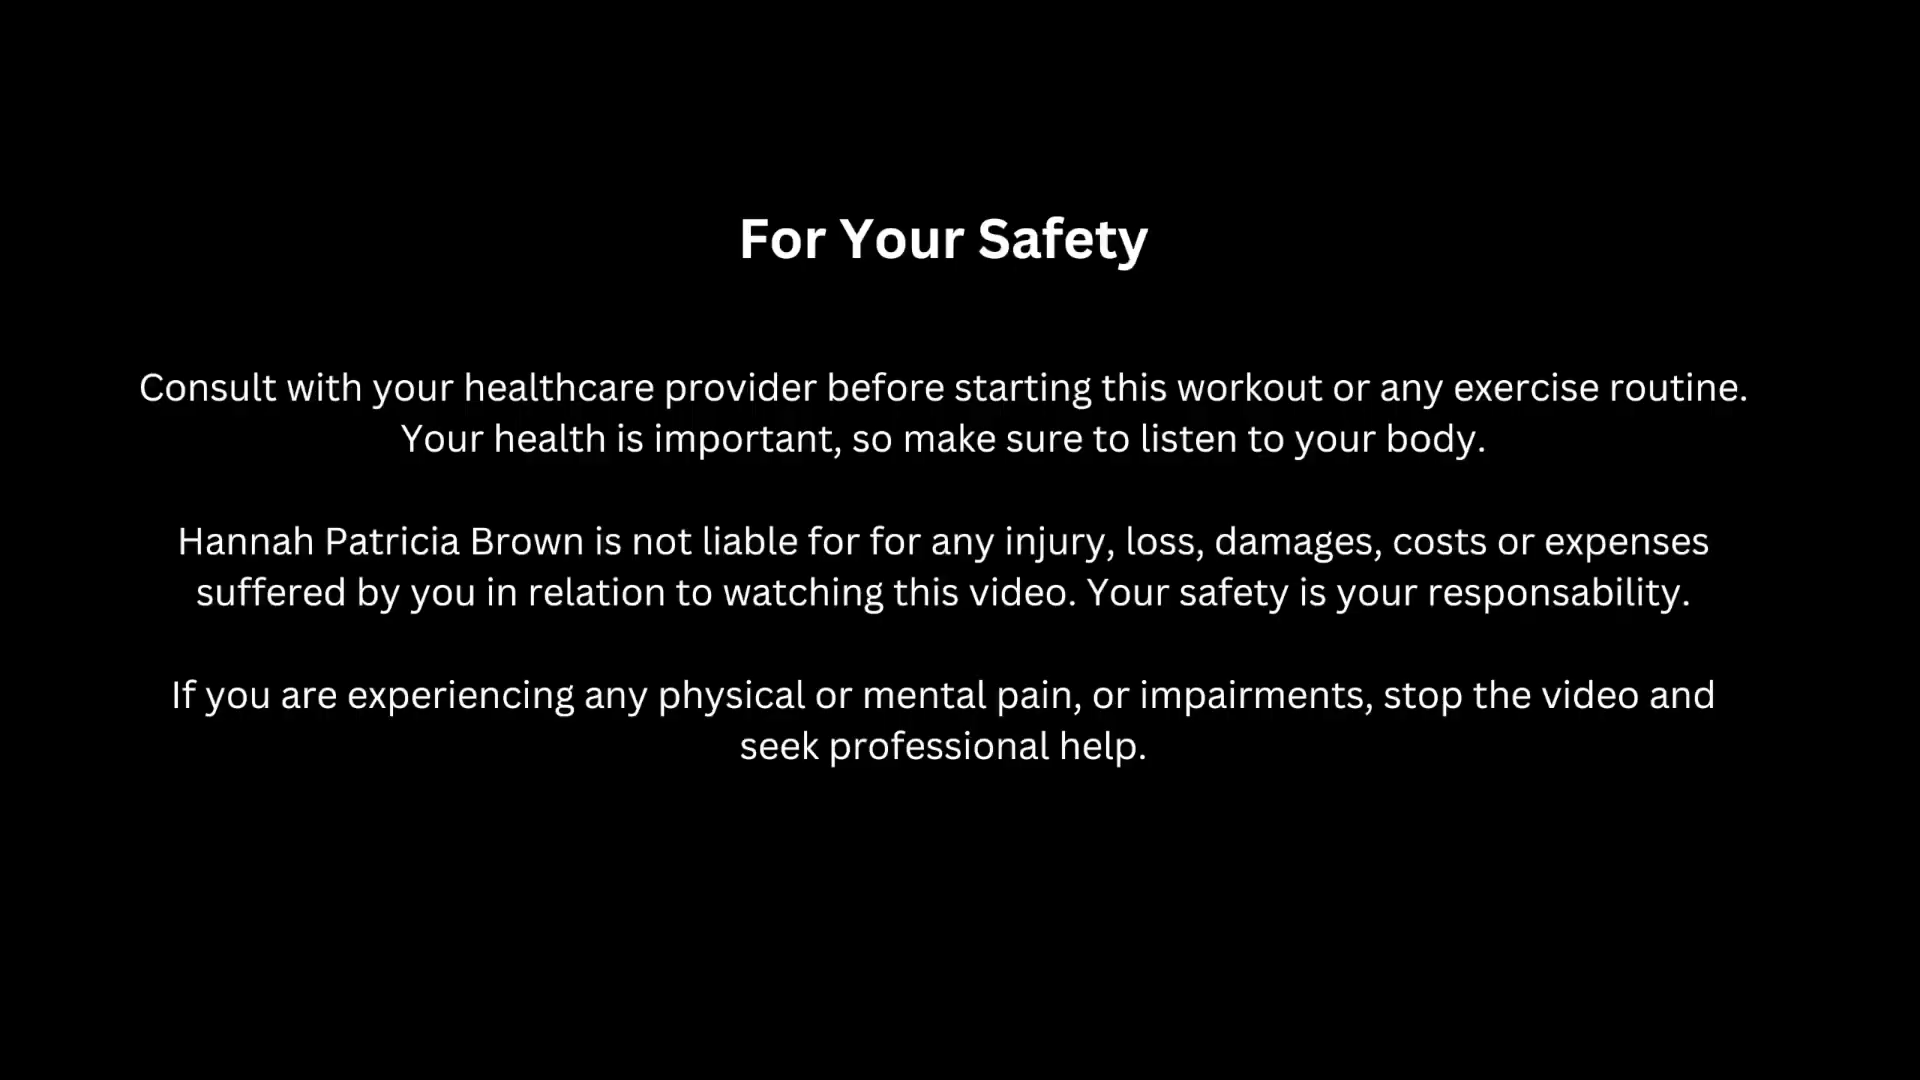 For Your Safety
Consult with your healthcare provider before starting this workout or any exercise routine.
Your health is important, so make sure to listen to your body.
Hannah Patricia Brown is not liable for for any injury, loss, damages, costs or expenses
suffered by you in relation to watching this video. Your safety is your responsability.
If you are experiencing any physical or mental pain, or impairments, stop the video and
seek professional help.